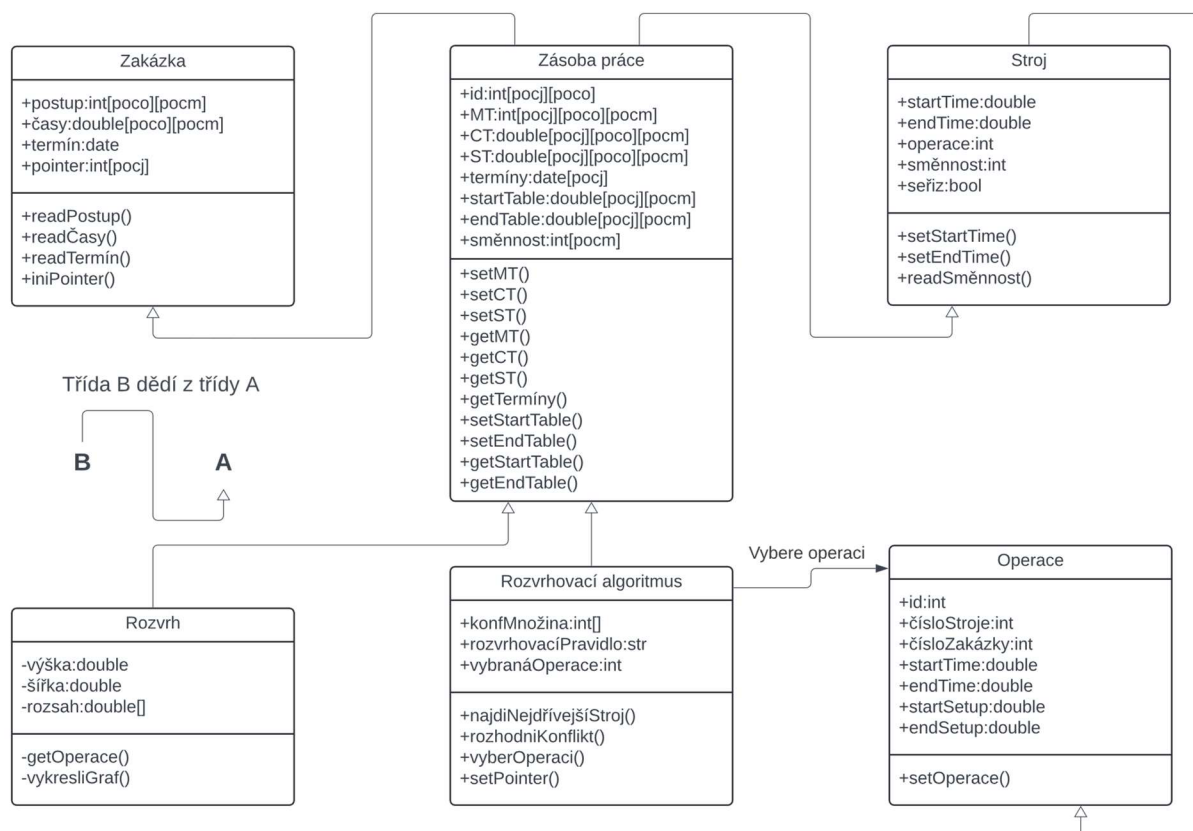 Zakázka
+postup:int[poco][pocm]
+časy:double[poco][pocm]
+termín:date
+pointer:int[pocj]
+readPostup()
+readČasy()
+readTermín()
+iniPointer()
Zásoba práce
+id:int[pocj][poco]
+MT:int[pocj][poco][pocm]
+CT:double[pocj][poco][pocm]
+ST:double[pocj][poco][pocm]
+termíny:date[pocj]
+startTable:double[pocj][pocm]
+endTable:double[pocj][pocm]
+směnnost:int[pocm]
+setMT()
+setCT()
+setST()
+getMT()
+getCT()
+getST()
+getTermíny()
+setStartTable()
+setEndTable()
+getStartTable()
+getEndTable()
Stroj
+startTime:double
+endTime:double
+operace:int
+směnnost:int
+seřiz:bool
+setStartTime()
+setEndTime()
+readSměnnost()
Třída B dědí z třídy A
B A
Rozvrh
-výška:double
-šířka:double
-rozsah:double[]
-getOperace()
-vykresliGraf()
Rozvrhovací algoritmus
+konfMnožina:int[]
+rozvrhovacíPravidlo:str
+vybranáOperace:int
+najdiNejdřívejšíStroj()
+rozhodniKonflikt()
+vyberOperaci()
+setPointer()
Vybere operaci
Operace
+id:int
+čísloStroje:int
+čísloZakázky:int
+startTime:double
+endTime:double
+startSetup:double
+endSetup:double
+setOperace()